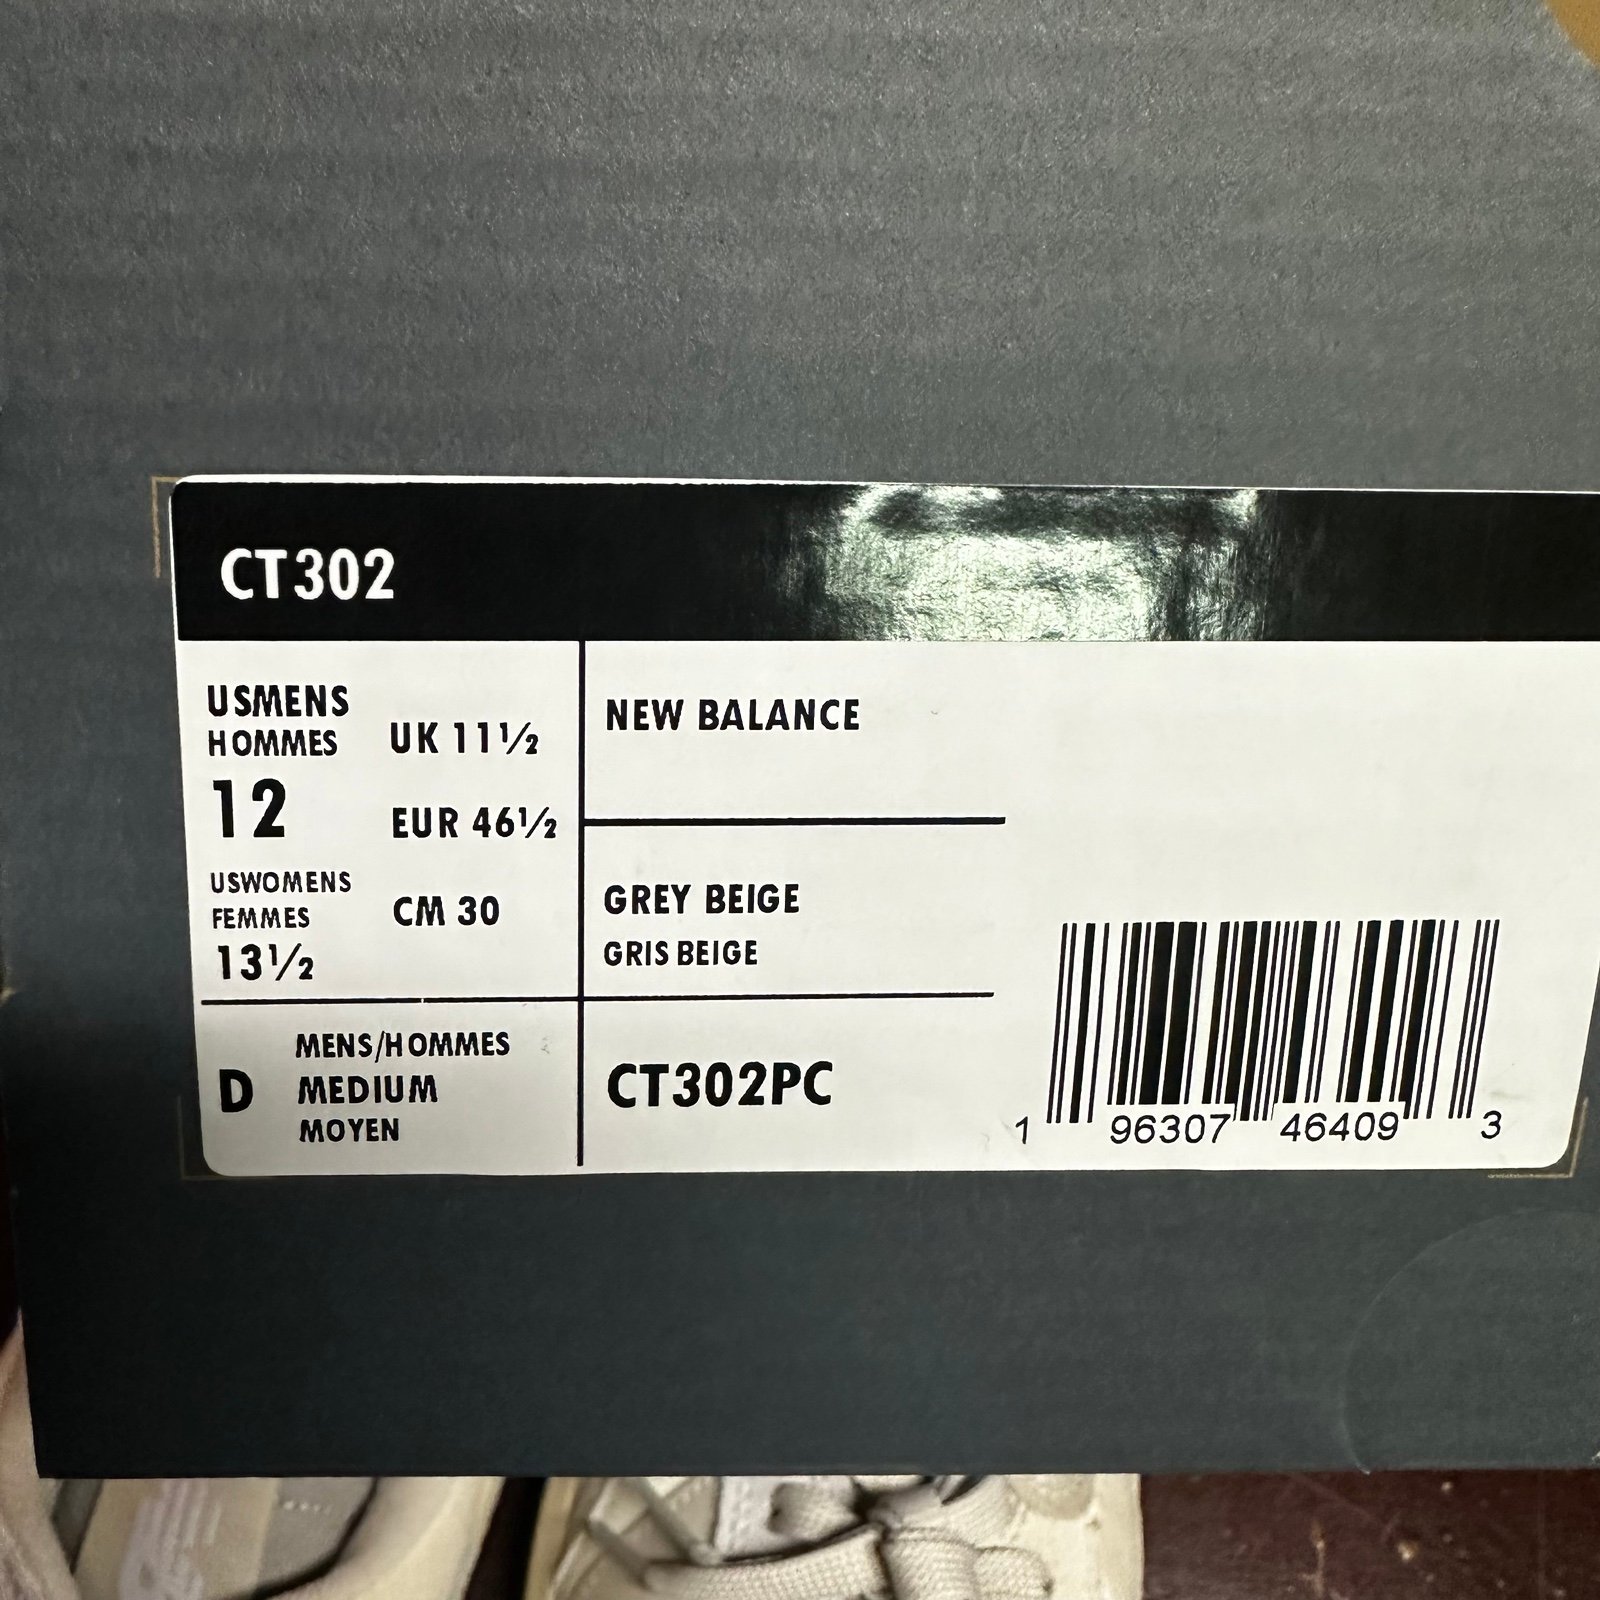 CT302
USMENS
HOMMES
12
USWOMENS
FEMMES
13½
UK 11½
EUR 46½
CM 30
NEW BALANCE
GREY BEIGE
GRIS BEIGE
D
MENS/HOMMES
MEDIUM
MOYEN
CT302PC
1 96307 46409 3